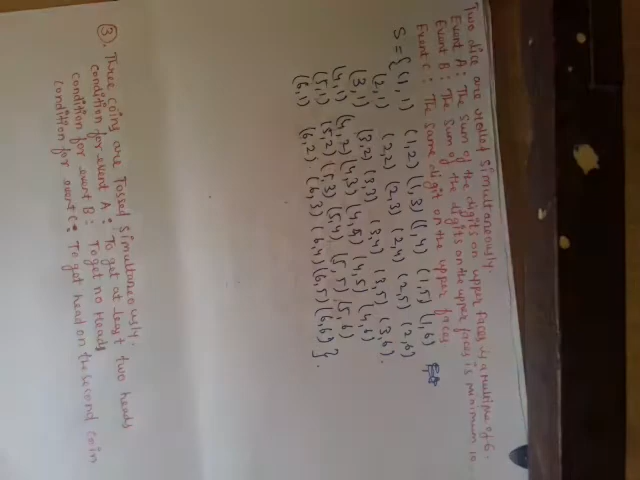 Two dice are rolled simultaneously.
Event A: The sum of the digits on upper faces is a multiple of 6.
Event B: The sum of the digits on the upper faces is minimum 10.
Event C: The same digit on the upper faces
S = {(1, 1) (1,2) (1,3) (1,4) (1,5) (1,6)
(2,1) (2,2) (2,3) (2,4) (2,5) (2,6)
(3,1) (3,2) (3,3) (3,4) (3,5) (3,6).
(4,1) (4,2) (4,3) (4,4) (4,5) (4,6)
(5,1) (5,2) (5,3) (5,4) (5,5) (5,6)
(6,1) (6,2) (6,3) (6,4) (6,5) (6,6)}.
③. Three coins are Tossed simultaneously.
condition for event A: To get at least two heads
condition for event B: To get no Heads
condition for event C: To get head on the second coin